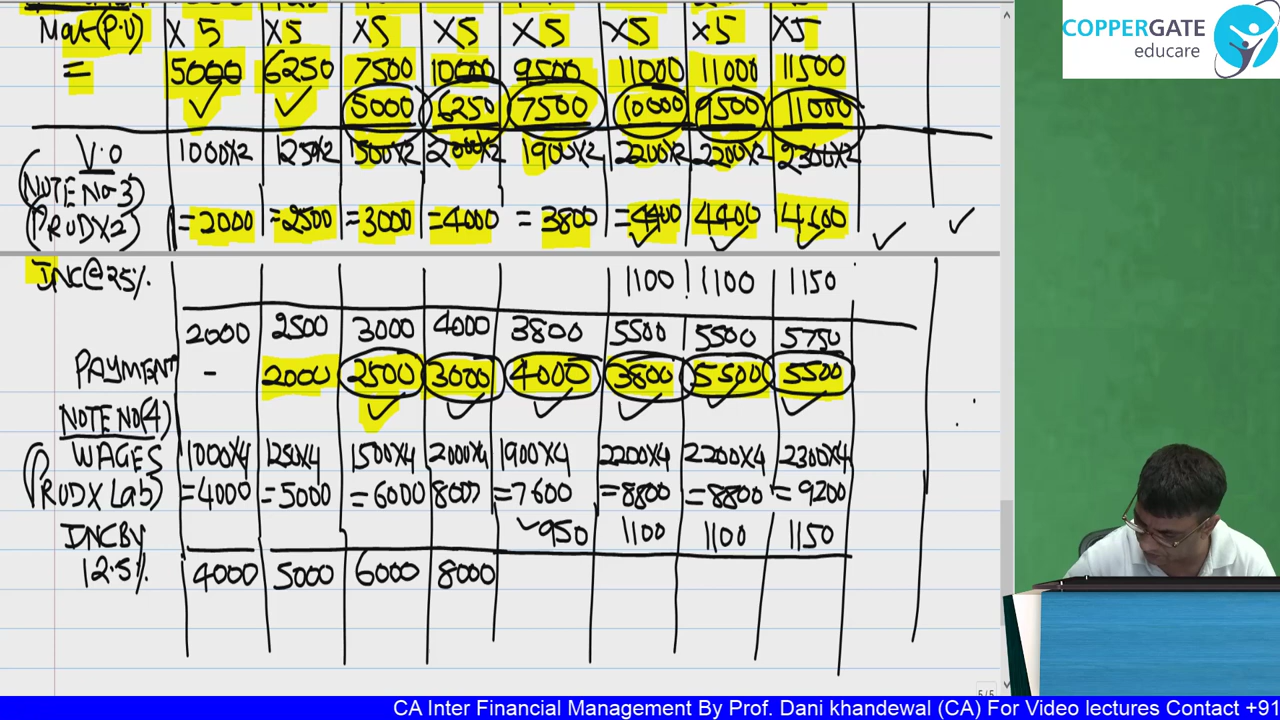 COPPERGATE
educare
Mat (P.U) X 5 X5 X5 X5 X5 X5 X5 X5
= 5000 6250 7500 10000 9500 11000 11000 11500
5000 6250 7500 10000 9500 11000
V.O 1000X2 1250X2 1500X2 2000X2 1900X2 2200X2 2200X2 2300X2
(NOTE No 3)
(PRODX2) =2000 =2500 =3000 =4000 =3800 =4400 4400 4600
INC@25% 1100 1100 1150
2000 2500 3000 4000 3800 5500 5500 5750
PAYMENT - 2000 2500 3000 4000 3800 5500 5500
NOTE NO(4)
WAGES 1000X4 1250X4 1500X4 2000X4 1900X4 2200X4 2200X4 2300X4
(PRODX Lab) =4000 =5000 =6000 8000 =7600 =8800 =8800 =9200
INC BY 950 1100 1100 1150
12.5% 4000 5000 6000 8000
5/5
CA Inter Financial Management By Prof. Dani khandewal (CA) For Video lectures Contact +91